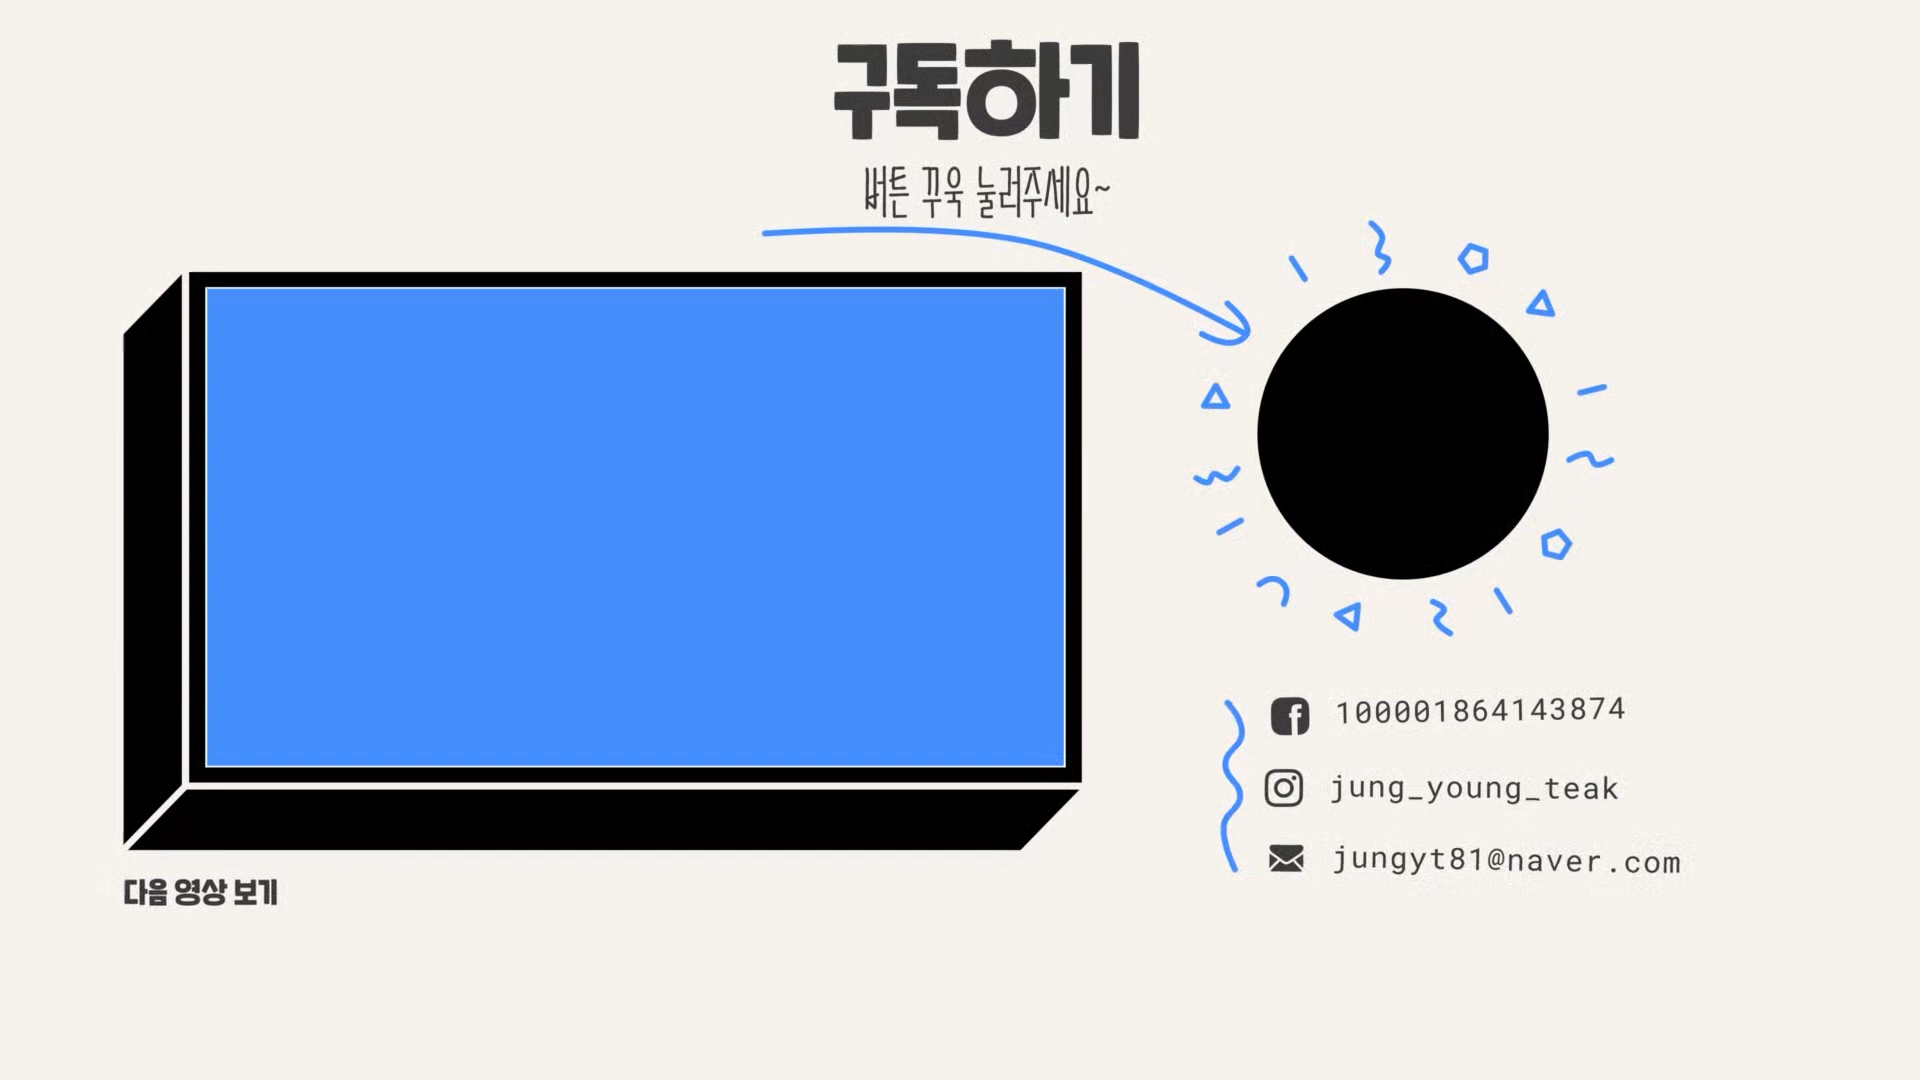 구독하기
버튼 꾸욱 눌러주세요~
100001864143874
jung_young_teak
jungyt81@naver.com
다음 영상 보기